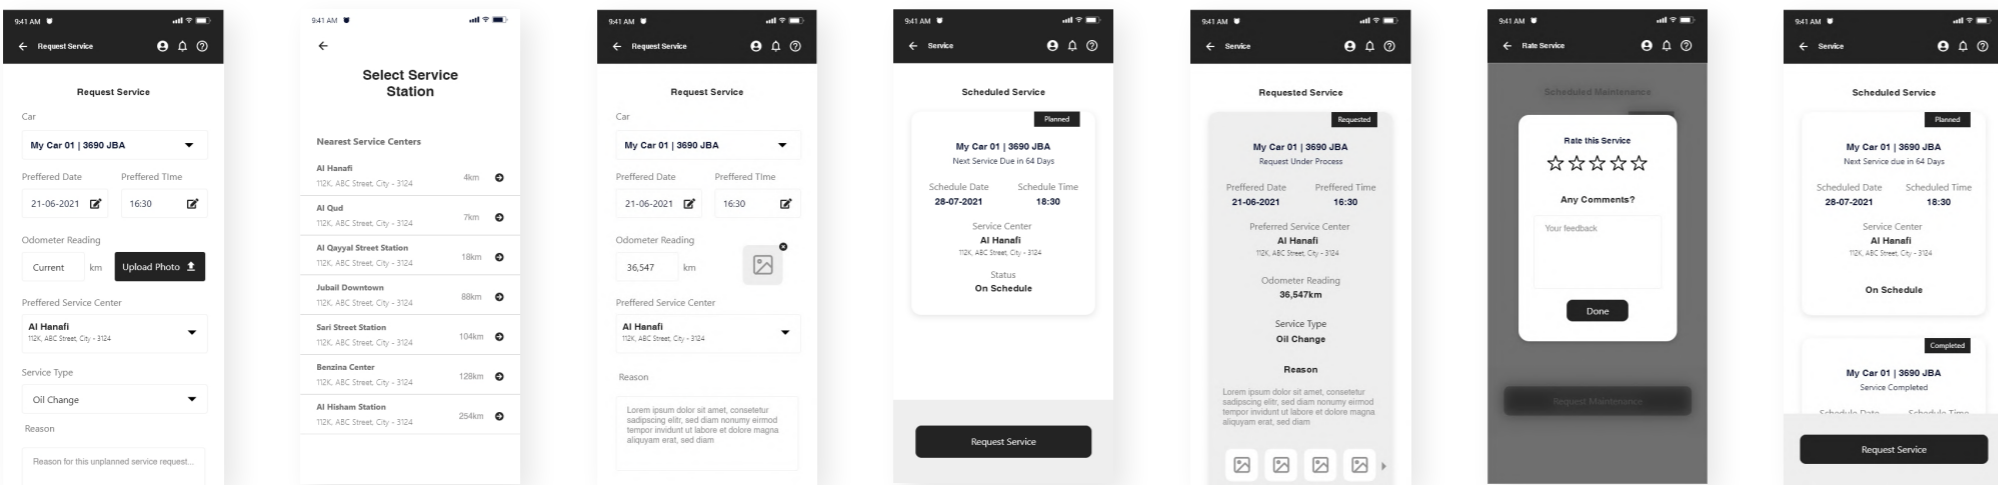 9:41 AM
Request Service
Request Service
Car
My Car 01 | 3690 JBA
Preffered Date
Preffered TIme
21-06-2021
16:30
Odometer Reading
Current
km
Upload Photo
Preffered Service Center
Al Hanafi
112K, ABC Street, City - 3124
Service Type
Oil Change
Reason
Reason for this unplanned service request...
9:41 AM
Select Service
Station
Nearest Service Centers
Al Hanafi
112K, ABC Street, City - 3124
4km
Al Qud
112K, ABC Street, City - 3124
7km
Al Qayyal Street Station
112K, ABC Street, City - 3124
18km
Jubail Downtown
112K, ABC Street, City - 3124
88km
Sari Street Station
112K, ABC Street, City - 3124
104km
Benzina Center
112K, ABC Street, City - 3124
128km
Al Hisham Station
112K, ABC Street, City - 3124
254km
9:41 AM
Request Service
Request Service
Car
My Car 01 | 3690 JBA
Preffered Date
Preffered TIme
21-06-2021
16:30
Odometer Reading
36,547
km
Preffered Service Center
Al Hanafi
112K, ABC Street, City - 3124
Reason
Lorem ipsum dolor sit amet, consetetur
sadipscing elitr, sed diam nonumy eirmod
tempor invidunt ut labore et dolore magna
aliquyam erat, sed diam
9:41 AM
Service
Scheduled Service
Planned
My Car 01 | 3690 JBA
Next Service Due in 64 Days
Schedule Date
Schedule Time
28-07-2021
18:30
Service Center
Al Hanafi
112K, ABC Street, City - 3124
Status
On Schedule
Request Service
9:41 AM
Service
Requested Service
Requested
My Car 01 | 3690 JBA
Request Under Process
Preffered Date
Preffered Time
21-06-2021
16:30
Preferred Service Center
Al Hanafi
112K, ABC Street, City - 3124
Odometer Reading
36,547km
Service Type
Oil Change
Reason
Lorem ipsum dolor sit amet, consetetur
sadipscing elitr, sed diam nonumy eirmod
tempor invidunt ut labore et dolore magna
aliquyam erat, sed diam
9:41 AM
Rate Service
Scheduled Maintenance
Rate this Service
Any Comments?
Your feedback
Done
Request Maintenance
9:41 AM
Service
Scheduled Service
Planned
My Car 01 | 3690 JBA
Next Service due in 64 Days
Scheduled Date
Scheduled Time
28-07-2021
18:30
Service Center
Al Hanafi
112K, ABC Street, City - 3124
On Schedule
Completed
My Car 01 | 3690 JBA
Service Completed
Schedule Date
Schedule Time
Request Service